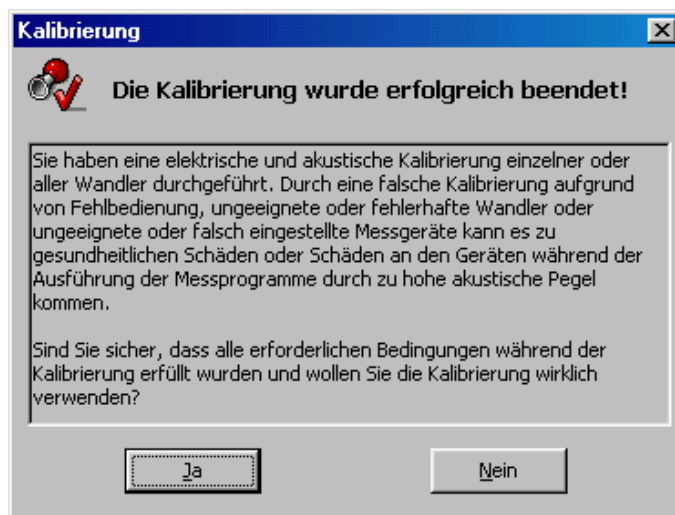 Kalibrierung
Die Kalibrierung wurde erfolgreich beendet!
Sie haben eine elektrische und akustische Kalibrierung einzelner oder
aller Wandler durchgeführt. Durch eine falsche Kalibrierung aufgrund
von Fehlbedienung, ungeeignete oder fehlerhafte Wandler oder
ungeeignete oder falsch eingestellte Messgeräte kann es zu
gesundheitlichen Schäden oder Schäden an den Geräten während der
Ausführung der Messprogramme durch zu hohe akustische Pegel
kommen.
Sind Sie sicher, dass alle erforderlichen Bedingungen während der
Kalibrierung erfüllt wurden und wollen Sie die Kalibrierung wirklich
verwenden?
Ja
Nein